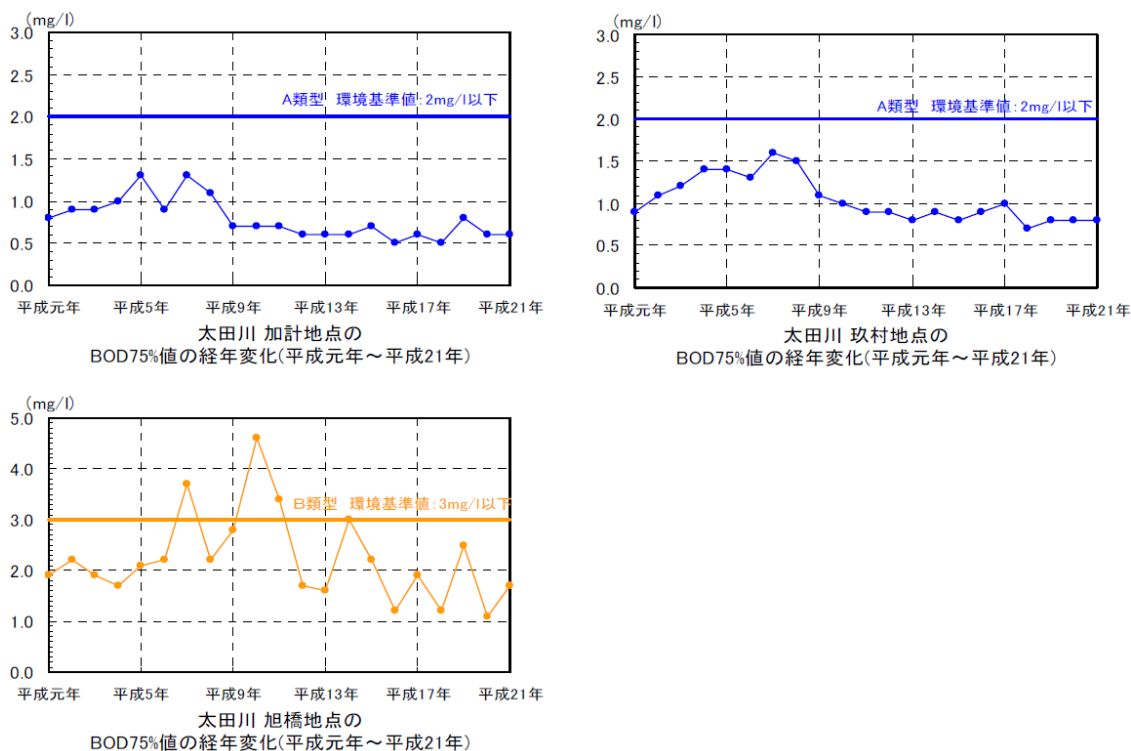 (mg/l)
3.0
2.5
2.0
1.5
1.0
0.5
0.0
A類型 環境基準値:2mg/l以下
平成元年 平成5年 平成9年 平成13年 平成17年 平成21年
太田川 加計地点の
BOD75%値の経年変化(平成元年～平成21年)
(mg/l)
3.0
2.5
2.0
1.5
1.0
0.5
0.0
A類型 環境基準値:2mg/l以下
平成元年 平成5年 平成9年 平成13年 平成17年 平成21年
太田川 玖村地点の
BOD75%値の経年変化(平成元年～平成21年)
(mg/l)
5.0
4.0
3.0
2.0
1.0
0.0
B類型 環境基準値:3mg/l以下
平成元年 平成5年 平成9年 平成13年 平成17年 平成21年
太田川 旭橋地点の
BOD75%値の経年変化(平成元年～平成21年)